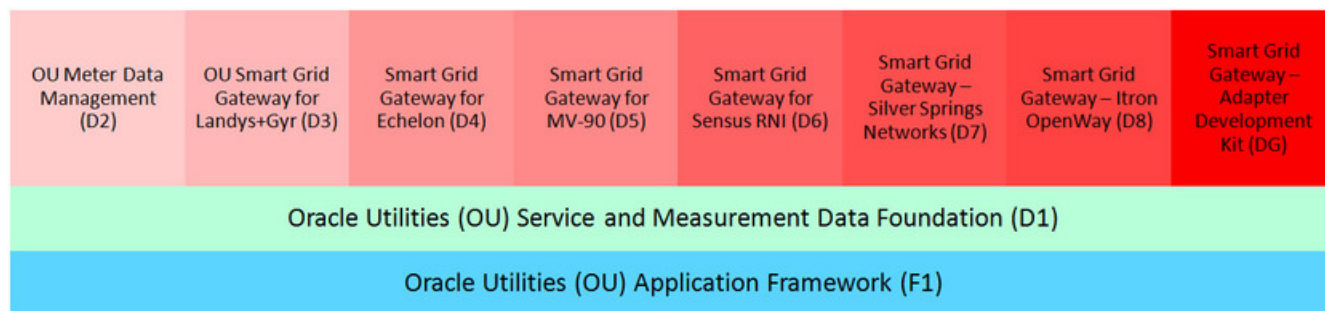 OU Meter Data
Management
(D2)
OU Smart Grid
Gateway for
Landys+Gyr (D3)
Smart Grid
Gateway for
Echelon (D4)
Smart Grid
Gateway for
MV-90 (D5)
Smart Grid
Gateway for
Sensus RNI (D6)
Smart Grid
Gateway –
Silver Springs
Networks (D7)
Smart Grid
Gateway – Itron
OpenWay (D8)
Smart Grid
Gateway –
Adapter
Development
Kit (DG)
Oracle Utilities (OU) Service and Measurement Data Foundation (D1)
Oracle Utilities (OU) Application Framework (F1)